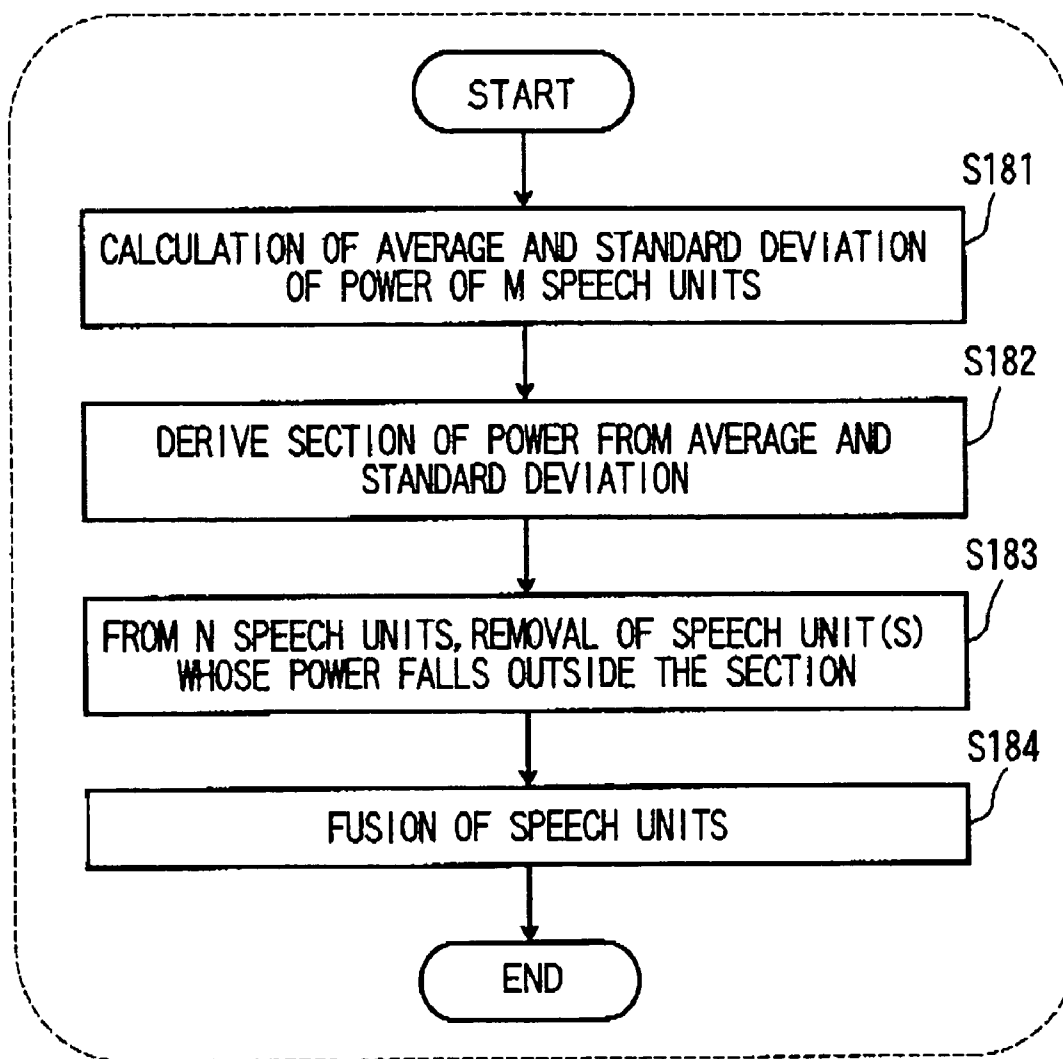 START
S181
CALCULATION OF AVERAGE AND STANDARD DEVIATION
OF POWER OF M SPEECH UNITS
S182
DERIVE SECTION OF POWER FROM AVERAGE AND
STANDARD DEVIATION
S183
FROM N SPEECH UNITS, REMOVAL OF SPEECH UNIT(S)
WHOSE POWER FALLS OUTSIDE THE SECTION
S184
FUSION OF SPEECH UNITS
END